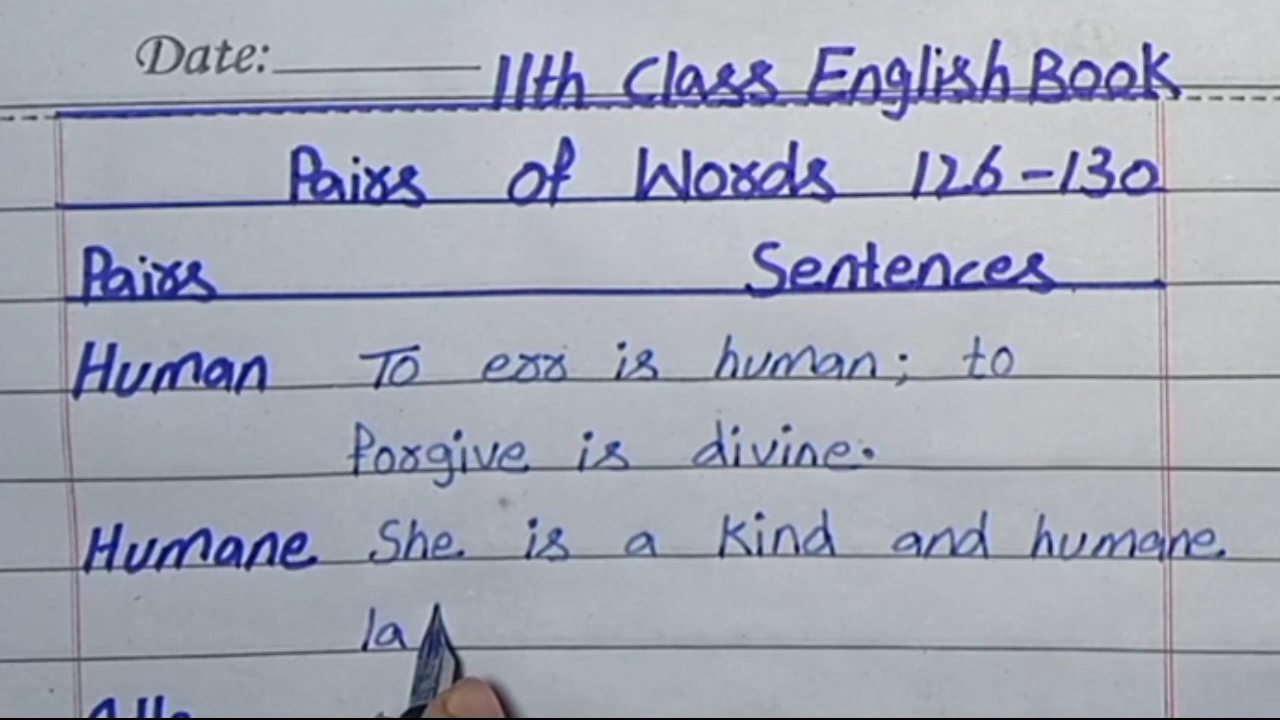 Date:
11th Class English Book
Pairs of Words 126-130
Pairs Sentences
Human To err is human; to
forgive is divine.
Humane She is a kind and humane
la